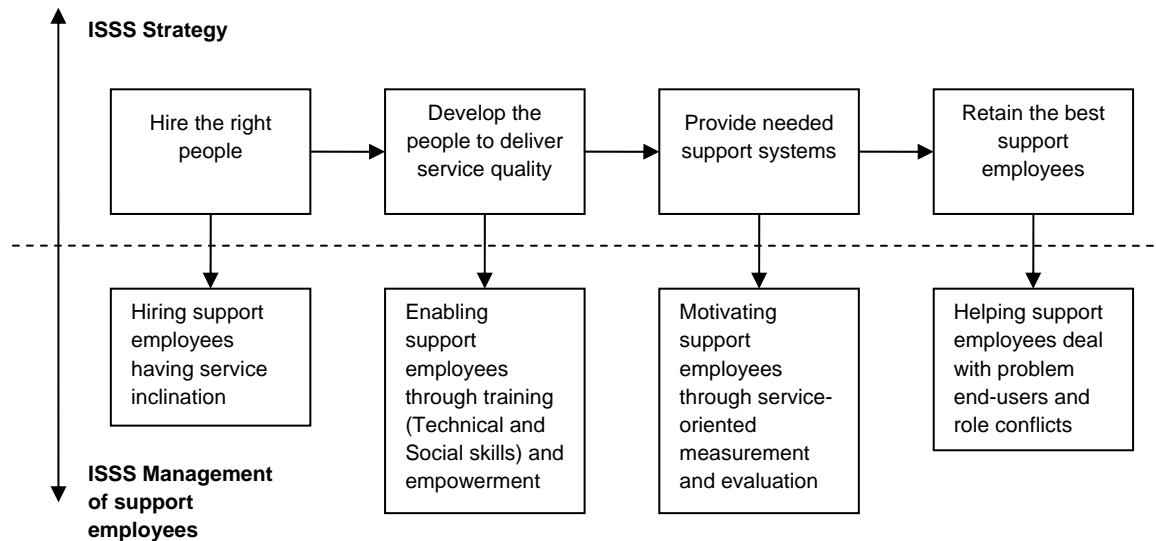 ISSS Strategy
Hire the right
people
Develop the
people to deliver
service quality
Provide needed
support systems
Retain the best
support
employees
Hiring support
employees
having service
inclination
Enabling
support
employees
through training
(Technical and
Social skills) and
empowerment
Motivating
support
employees
through service-
oriented
measurement
and evaluation
Helping support
employees deal
with problem
end-users and
role conflicts
ISSS Management
of support
employees